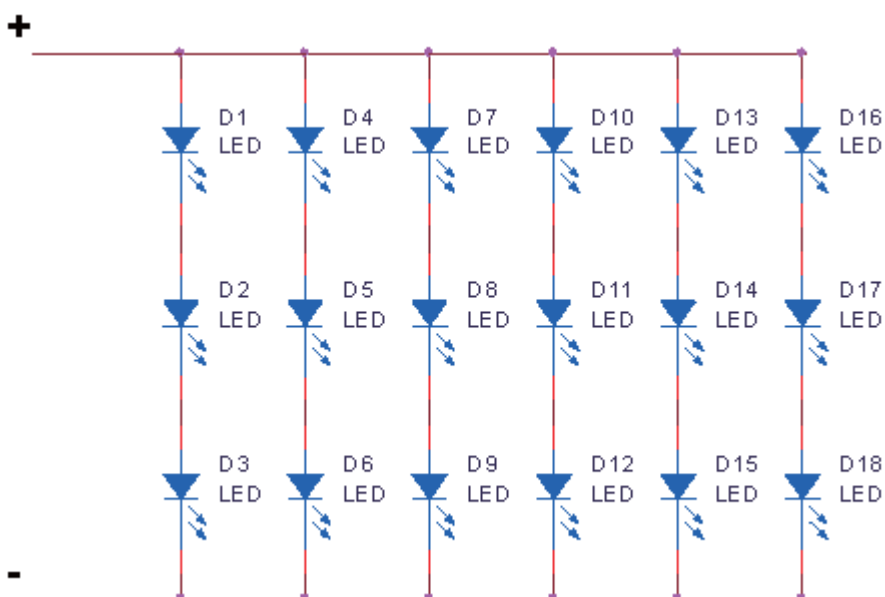 +
D1 D4 D7 D10 D13 D16
LED LED LED LED LED LED
D2 D5 D8 D11 D14 D17
LED LED LED LED LED LED
D3 D6 D9 D12 D15 D18
LED LED LED LED LED LED
-